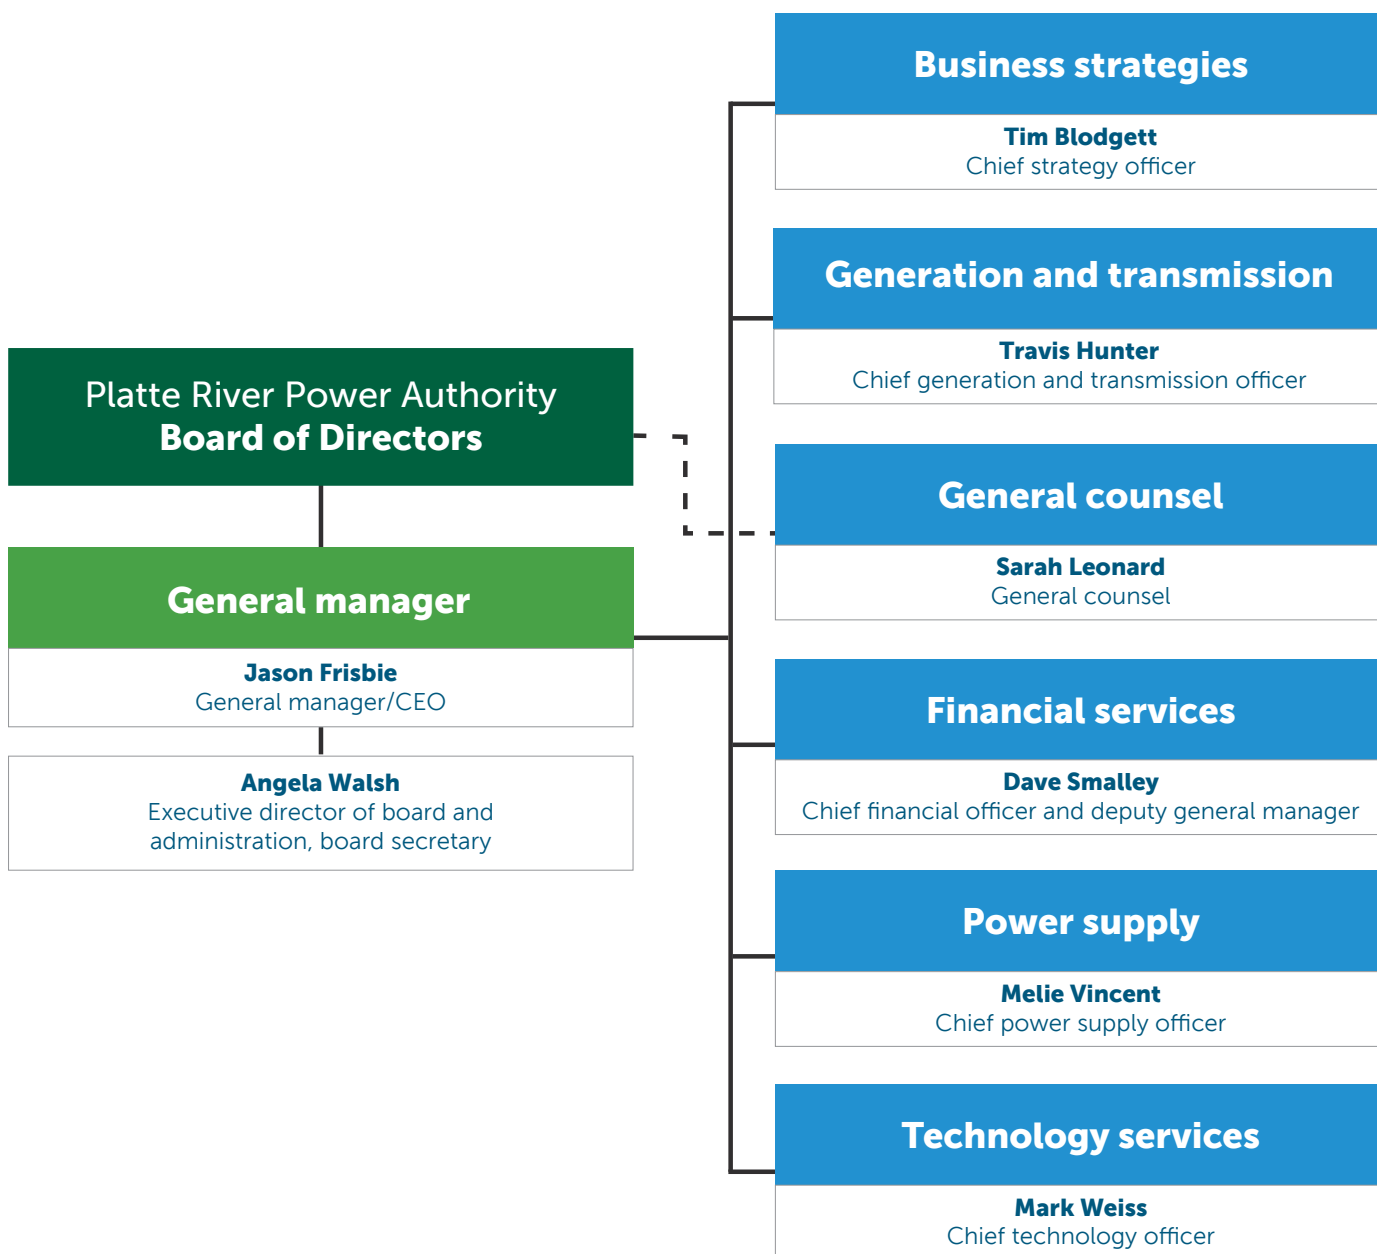 Platte River Power Authority
Board of Directors
General manager
Jason Frisbie
General manager/CEO
Angela Walsh
Executive director of board and
administration, board secretary
Business strategies
Tim Blodgett
Chief strategy officer
Generation and transmission
Travis Hunter
Chief generation and transmission officer
General counsel
Sarah Leonard
General counsel
Financial services
Dave Smalley
Chief financial officer and deputy general manager
Power supply
Melie Vincent
Chief power supply officer
Technology services
Mark Weiss
Chief technology officer